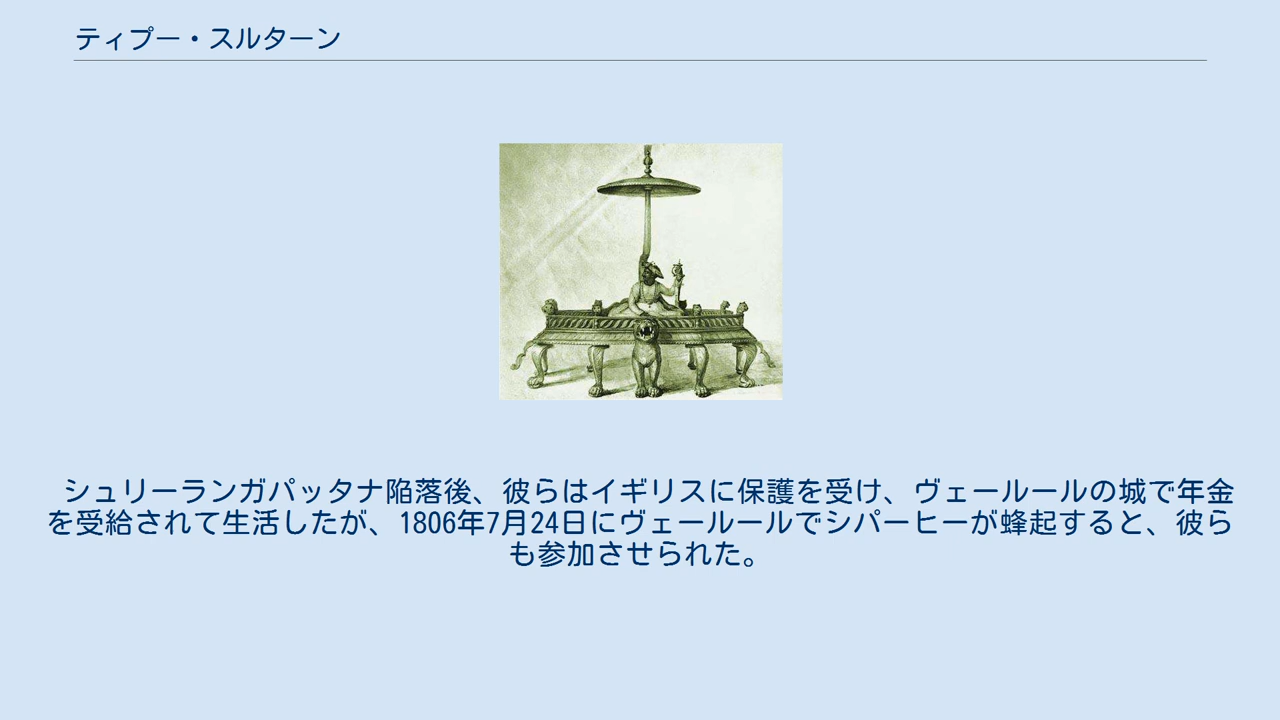 ティプー・スルターン
シュリーランガパッタナ陥落後、彼らはイギリスに保護を受け、ヴェールールの城で年金
を受給されて生活したが、1806年7月24日にヴェールールでシパーヒーが蜂起すると、彼ら
も参加させられた。